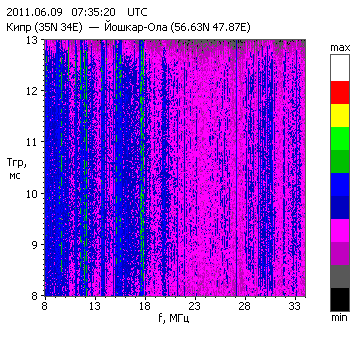 2011.06.09 07:35:20 UTC
Кипр (35N 34E) — Йошкар-Ола (56.63N 47.87E)
max
13
12
11
Тгр,
мс
10
9
8
min
8 13 18 23 28 33
f, МГц